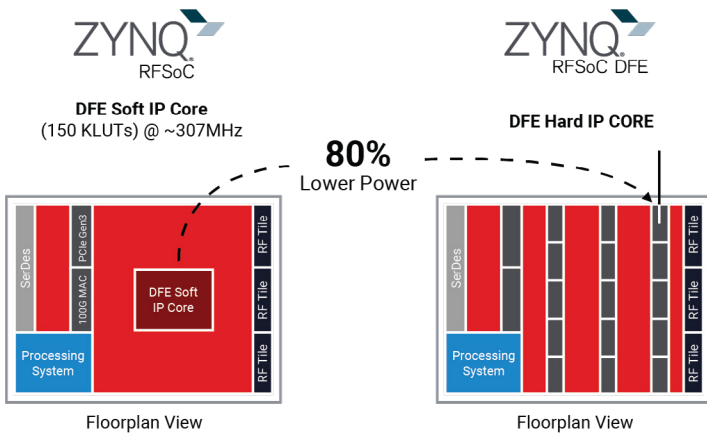 ZYNQ
RFSoC
DFE Soft IP Core
(150 KLUTs) @ ~307MHz
80%
Lower Power
ZYNQ
RFSoC DFE
DFE Hard IP CORE
SerDes
PCIe Gen3
100G MAC
DFE Soft
IP Core
RF Tile
RF Tile
RF Tile
Processing
System
Floorplan View
SerDes
RF Tile
RF Tile
RF Tile
Processing
System
Floorplan View